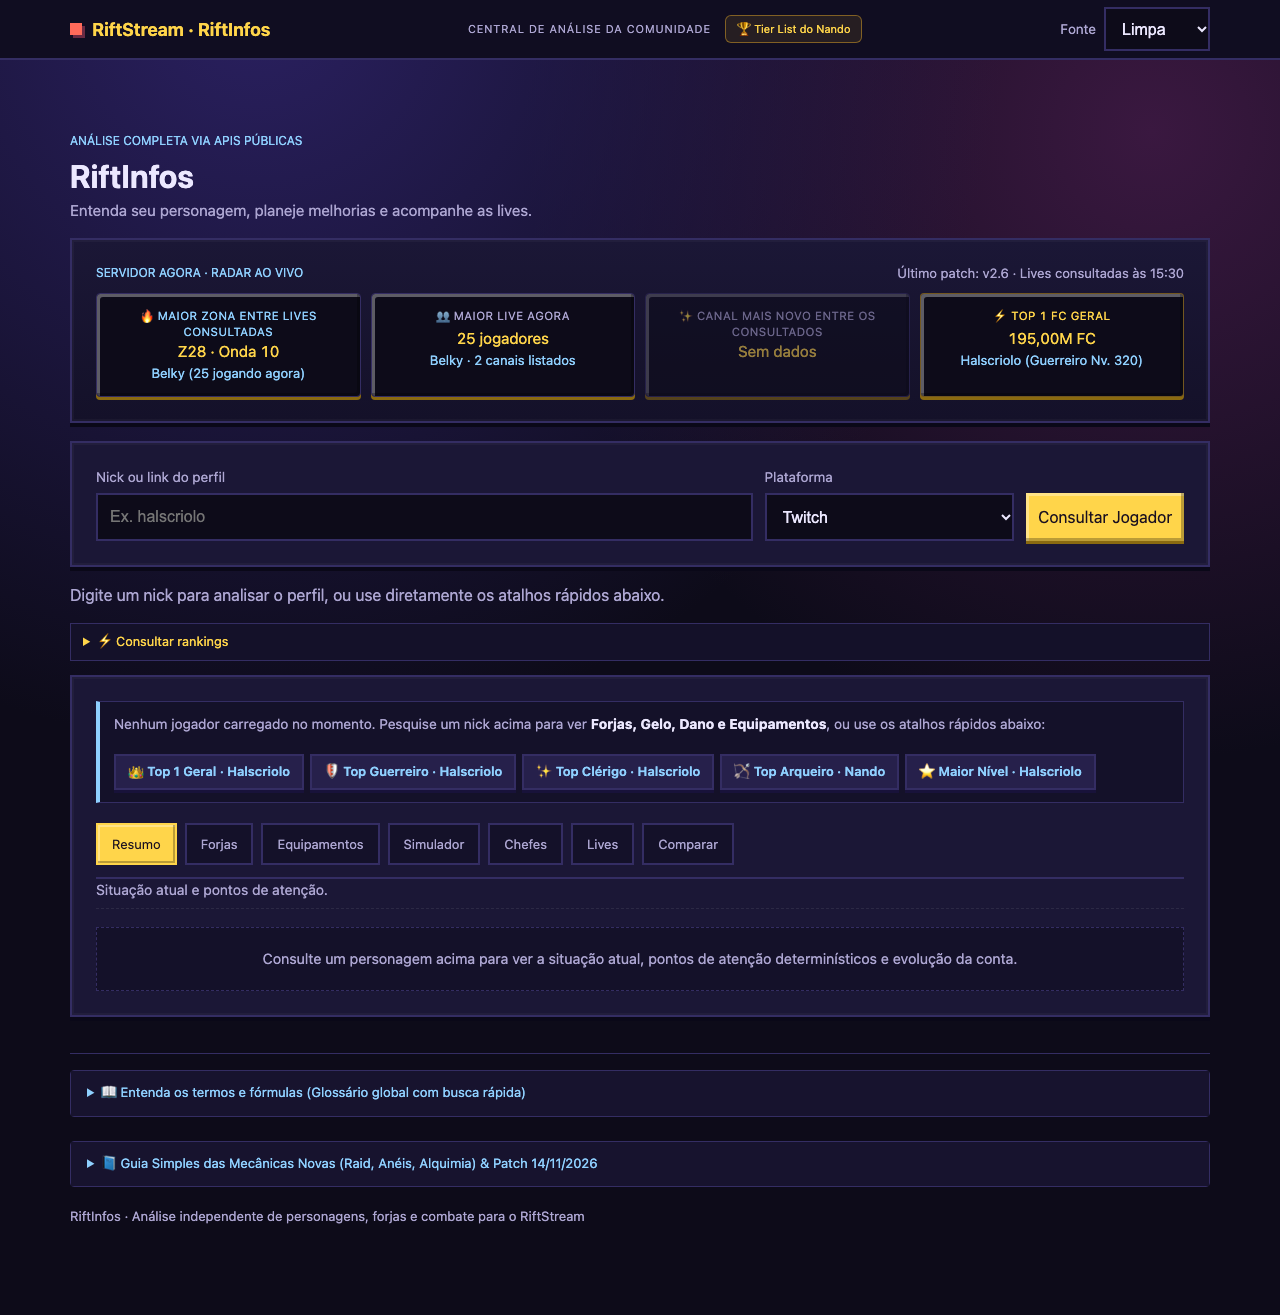 RiftStream · RiftInfos
CENTRAL DE ANÁLISE DA COMUNIDADE
🏆 Tier List do Nando
Fonte
Limpa
ANÁLISE COMPLETA VIA APIS PÚBLICAS
RiftInfos
Entenda seu personagem, planeje melhorias e acompanhe as lives.
SERVIDOR AGORA · RADAR AO VIVO
Último patch: v2.6 · Lives consultadas às 15:30
🔥 MAIOR ZONA ENTRE LIVES
CONSULTADAS
Z28 · Onda 10
Belky (25 jogando agora)
👥 MAIOR LIVE AGORA
25 jogadores
Belky · 2 canais listados
✨ CANAL MAIS NOVO ENTRE OS
CONSULTADOS
Sem dados
⚡ TOP 1 FC GERAL
195,00M FC
Halscriolo (Guerreiro Nv. 320)
Nick ou link do perfil
Plataforma
Ex. halscriolo
Twitch
Consultar Jogador
Digite um nick para analisar o perfil, ou use diretamente os atalhos rápidos abaixo.
▶ ⚡ Consultar rankings
Nenhum jogador carregado no momento. Pesquise um nick acima para ver Forjas, Gelo, Dano e Equipamentos, ou use os atalhos rápidos abaixo:
👑 Top 1 Geral · Halscriolo
🛡️ Top Guerreiro · Halscriolo
✨ Top Clérigo · Halscriolo
🏹 Top Arqueiro · Nando
⭐ Maior Nível · Halscriolo
Resumo
Forjas
Equipamentos
Simulador
Chefes
Lives
Comparar
Situação atual e pontos de atenção.
Consulte um personagem acima para ver a situação atual, pontos de atenção determinísticos e evolução da conta.
▶ 📖 Entenda os termos e fórmulas (Glossário global com busca rápida)
▶ 📘 Guia Simples das Mecânicas Novas (Raid, Anéis, Alquimia) & Patch 14/11/2026
RiftInfos · Análise independente de personagens, forjas e combate para o RiftStream